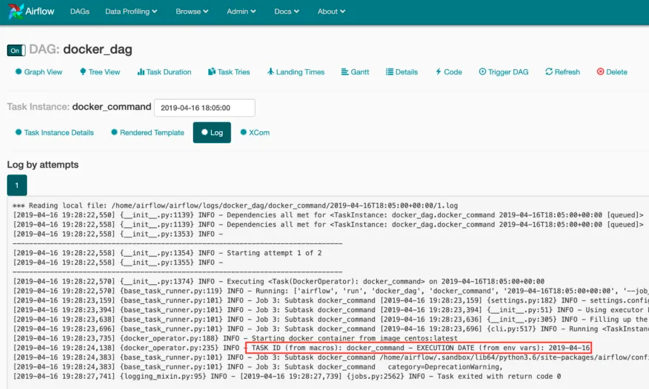 Airflow DAGs Data Profiling Browse Admin Docs About
On DAG: docker_dag
Graph View Tree View Task Duration Task Tries Landing Times Gantt Details Code Trigger DAG Refresh Delete
Task Instance: docker_command 2019-04-16 18:05:00
Task Instance Details Rendered Template Log XCom
Log by attempts
1
*** Reading local file: /home/airflow/airflow/logs/docker_dag/docker_command/2019-04-16T18:05:00+00:00/1.log
[2019-04-16 19:28:22,550] {__init__.py:1139} INFO - Dependencies all met for <TaskInstance: docker_dag.docker_command 2019-04-16T18:05:00+00:00 [queued]>
[2019-04-16 19:28:22,558] {__init__.py:1139} INFO - Dependencies all met for <TaskInstance: docker_dag.docker_command 2019-04-16T18:05:00+00:00 [queued]>
[2019-04-16 19:28:22,558] {__init__.py:1353} INFO -
--------------------------------------------------------------------------------
[2019-04-16 19:28:22,558] {__init__.py:1354} INFO - Starting attempt 1 of 2
[2019-04-16 19:28:22,558] {__init__.py:1355} INFO -
--------------------------------------------------------------------------------
[2019-04-16 19:28:22,570] {__init__.py:1374} INFO - Executing <Task(DockerOperator): docker_command> on 2019-04-16T18:05:00+00:00
[2019-04-16 19:28:22,570] {base_task_runner.py:119} INFO - Running: ['airflow', 'run', 'docker_dag', 'docker_command', '2019-04-16T18:05:00+00:00', '--job_
[2019-04-16 19:28:23,159] {base_task_runner.py:101} INFO - Job 3: Subtask docker_command [2019-04-16 19:28:23,159] {settings.py:182} INFO - settings.config
[2019-04-16 19:28:23,394] {base_task_runner.py:101} INFO - Job 3: Subtask docker_command [2019-04-16 19:28:23,394] {__init__.py:51} INFO - Using executor L
[2019-04-16 19:28:23,636] {base_task_runner.py:101} INFO - Job 3: Subtask docker_command [2019-04-16 19:28:23,636] {__init__.py:305} INFO - Filling up the
[2019-04-16 19:28:23,696] {base_task_runner.py:101} INFO - Job 3: Subtask docker_command [2019-04-16 19:28:23,696] {cli.py:517} INFO - Running <TaskInstanc
[2019-04-16 19:28:23,735] {docker_operator.py:188} INFO - Starting docker container from image centos:latest
[2019-04-16 19:28:24,138] {docker_operator.py:235} INFO - TASK ID (from macros): docker_command - EXECUTION DATE (from env vars): 2019-04-16
[2019-04-16 19:28:24,383] {base_task_runner.py:101} INFO - Job 3: Subtask docker_command /home/airflow/.sandbox/lib64/python3.6/site-packages/airflow/confi
[2019-04-16 19:28:24,383] {base_task_runner.py:101} INFO - Job 3: Subtask docker_command category=DeprecationWarning,
[2019-04-16 19:28:27,741] {logging_mixin.py:95} INFO - [2019-04-16 19:28:27,739] {jobs.py:2562} INFO - Task exited with return code 0